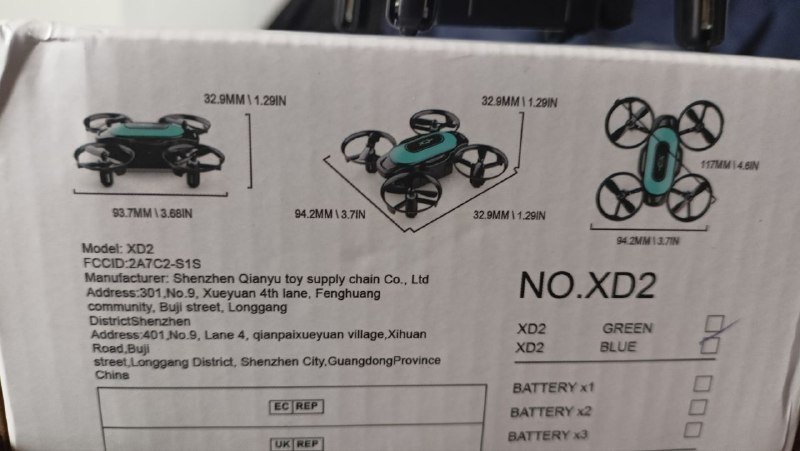 32.9MM \ 1.29IN
93.7MM \ 3.68IN
32.9MM \ 1.29IN
94.2MM \ 3.7IN
32.9MM \ 1.29IN
117MM \ 4.6IN
94.2MM \ 3.7IN
Model: XD2
FCCID:2A7C2-S1S
Manufacturer: Shenzhen Qianyu toy supply chain Co., Ltd
Address:301,No.9, Xueyuan 4th lane, Fenghuang
community, Buji street, Longgang
DistrictShenzhen
Address:401,No.9, Lane 4, qianpaixueyuan village,Xihuan
Road,Buji
street,Longgang District, Shenzhen City,GuangdongProvince
China
EC REP
UK REP
NO.XD2
XD2 GREEN
XD2 BLUE
BATTERY x1
BATTERY x2
BATTERY x3